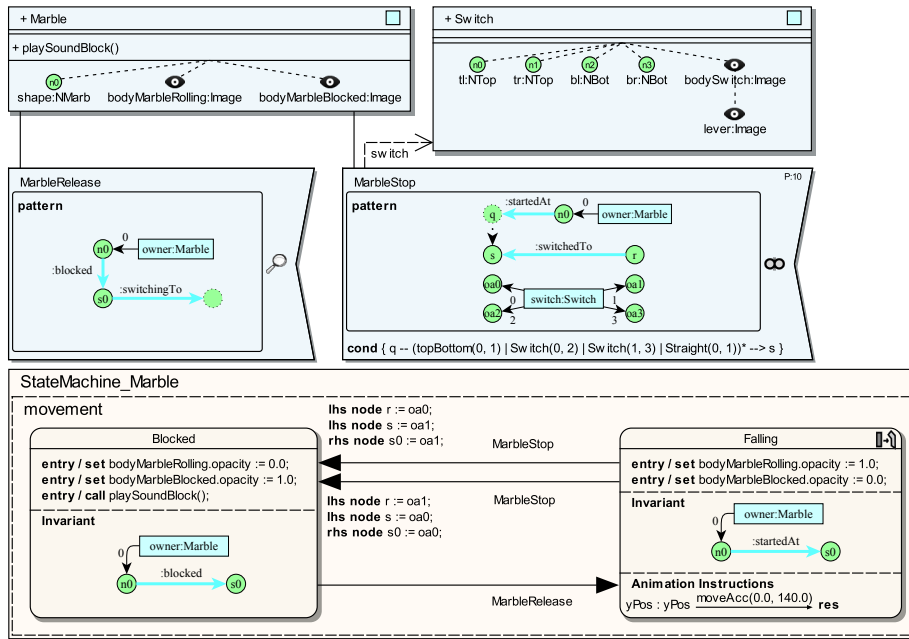 + Marble
+ playSoundBlock()
n0
shape:NMarb
bodyMarbleRolling:Image
bodyMarbleBlocked:Image
+ Switch
n0
n1
n2
n3
tl:NTop
tr:NTop
bl:NBot
br:NBot
bodySwitch:Image
lever:Image
switch
MarbleRelease
pattern
n0
0
owner:Marble
:blocked
s0
:switchingTo
MarbleStop
P:10
pattern
q
:startedAt
n0
0
owner:Marble
s
:switchedTo
r
oa0
oa1
0
switch:Switch
1
oa2
2
3
oa3
cond { q -- (topBottom(0, 1) | Switch(0, 2) | Switch(1, 3) | Straight(0, 1))* --> s }
StateMachine_Marble
movement
Blocked
entry / set bodyMarbleRolling.opacity := 0.0;
entry / set bodyMarbleBlocked.opacity := 1.0;
entry / call playSoundBlock();
Invariant
owner:Marble
0
n0
:blocked
s0
lhs node r := oa0;
lhs node s := oa1;
rhs node s0 := oa1;
MarbleStop
MarbleStop
lhs node r := oa1;
lhs node s := oa0;
rhs node s0 := oa0;
MarbleRelease
Falling
entry / set bodyMarbleRolling.opacity := 1.0;
entry / set bodyMarbleBlocked.opacity := 0.0;
Invariant
owner:Marble
0
n0
:startedAt
s0
Animation Instructions
yPos : yPos moveAcc(0.0, 140.0) res